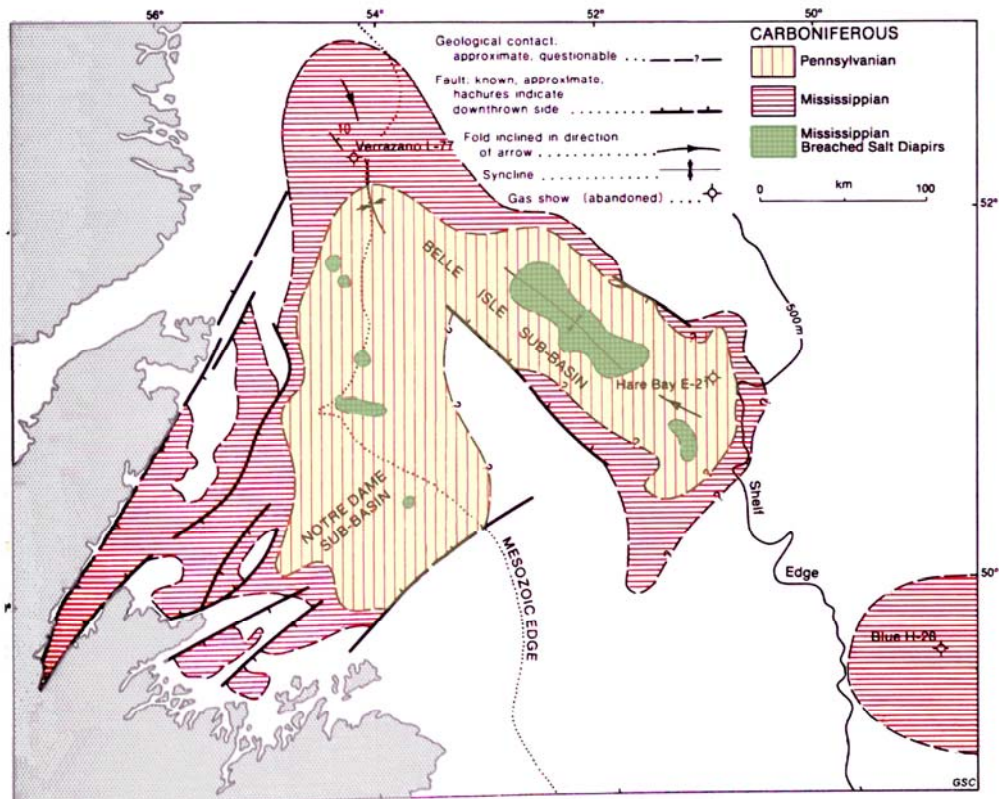 56°
54°
52°
50°
Geological contact:
approximate, questionable
?
Fault: known, approximate,
hachures indicate
downthrown side
Fold inclined in direction
of arrow
Syncline
Gas show (abandoned)
CARBONIFEROUS
Pennsylvanian
Mississippian
Mississippian
Breached Salt Diapirs
0
km
100
52°
10
Verrazano L-77
BELLE
ISLE
SUB-BASIN
500m
Hare Bay E-21
NOTRE DAME
SUB-BASIN
Shelf
Edge
MESOZOIC EDGE
50°
Blue H-28
GSC